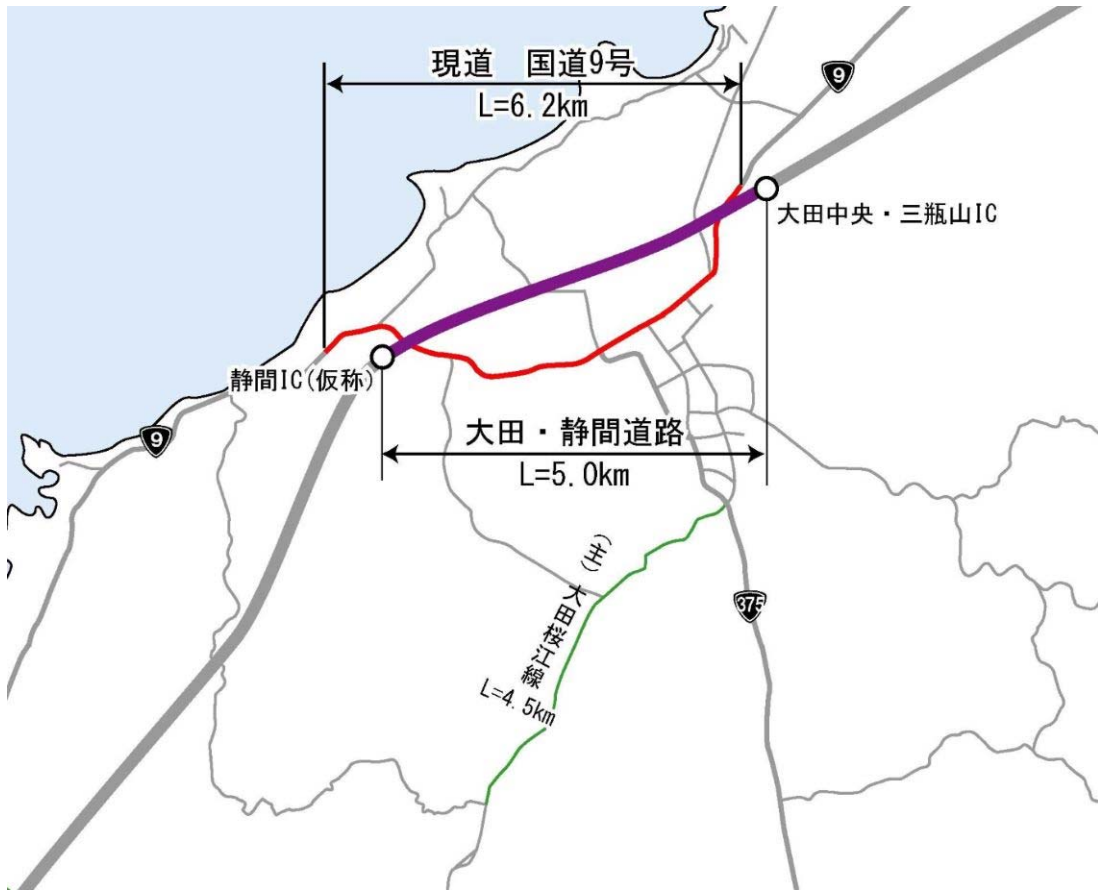 現道 国道9号
L=6.2km
9
大田中央・三瓶山IC
静間IC(仮称)
9
大田・静間道路
L=5.0km
(主)大田桜江線
L=4.5km
375